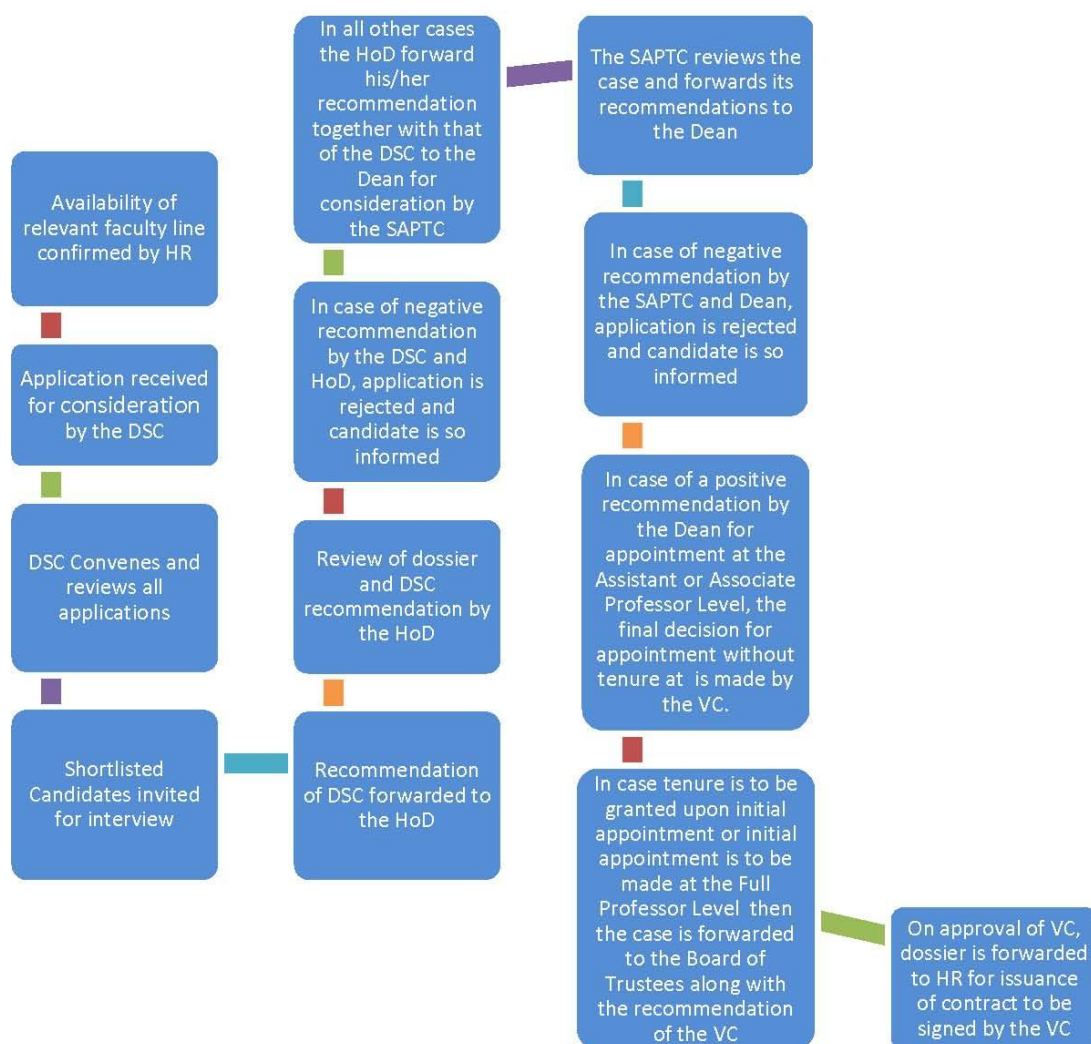 Availability of
relevant faculty line
confirmed by HR
Application received
for consideration
by the DSC
DSC Convenes and
reviews all
applications
Shortlisted
Candidates invited
for interview
Recommendation
of DSC forwarded to
the HoD
Review of dossier
and DSC
recommendation by
the HoD
In case of negative
recommendation
by the DSC and
HoD, application is
rejected and
candidate is so
informed
In all other cases
the HoD forward
his/her
recommendation
together with that
of the DSC to the
Dean for
consideration by
the SAPTC
The SAPTC reviews the
case and forwards its
recommendations to
the Dean
In case of negative
recommendation by
the SAPTC and Dean,
application is rejected
and candidate is so
informed
In case of a positive
recommendation by
the Dean for
appointment at the
Assistant or Associate
Professor Level, the
final decision for
appointment without
tenure at  is made by
the VC.
In case tenure is to be
granted upon initial
appointment or initial
appointment is to be
made at the Full
Professor Level  then
the case is forwarded
to the Board of
Trustees along with
the recommendation
of the VC
On approval of VC,
dossier is forwarded
to HR for issuance
of contract to be
signed by the VC